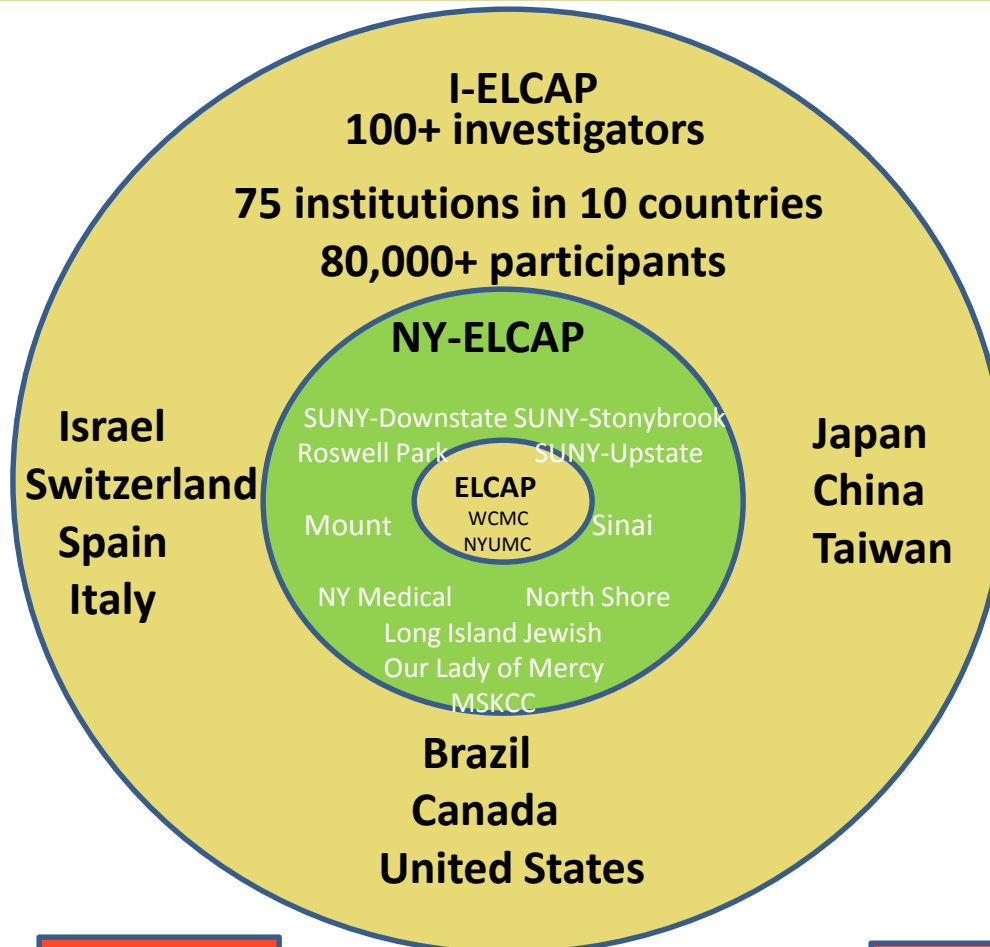 I-ELCAP
100+ investigators
75 institutions in 10 countries
80,000+ participants
NY-ELCAP
SUNY-Downstate SUNY-Stonybrook
Roswell Park SUNY-Upstate
ELCAP
WCMC
NYUMC
Mount Sinai
NY Medical North Shore
Long Island Jewish
Our Lady of Mercy
MSKCC
Israel
Switzerland
Spain
Italy
Japan
China
Taiwan
Brazil
Canada
United States